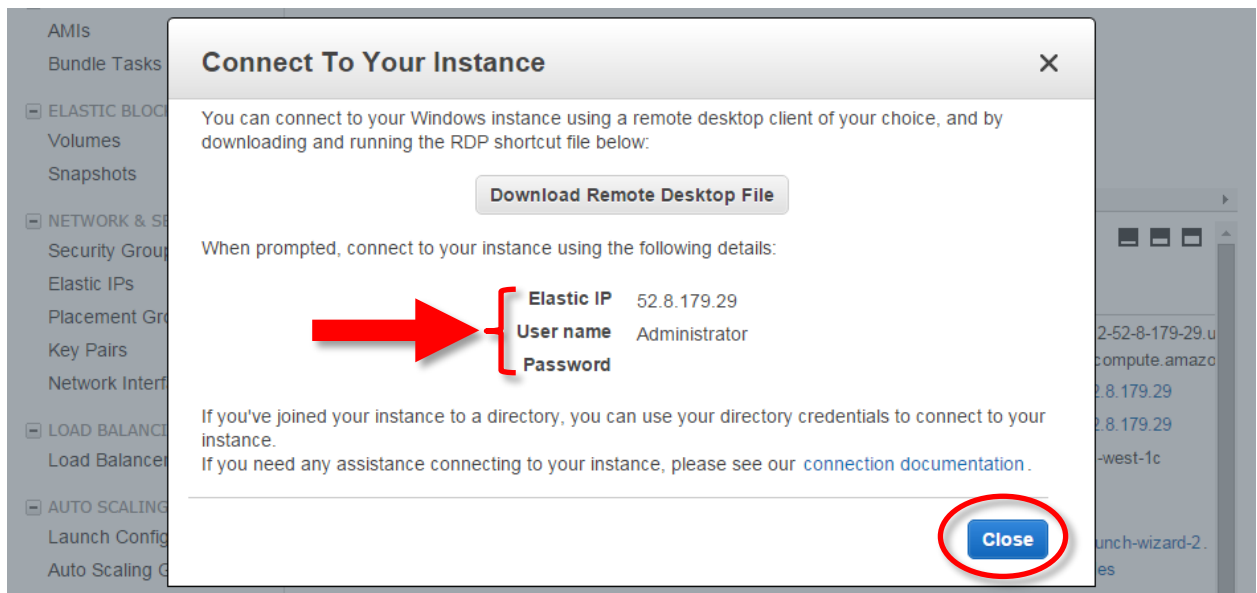 AMIs
Bundle Tasks
ELASTIC BLOC
Volumes
Snapshots
NETWORK & SE
Security Group
Elastic IPs
Placement Gro
Key Pairs
Network Interf
LOAD BALANCI
Load Balancer
AUTO SCALING
Launch Config
Auto Scaling G
Connect To Your Instance
You can connect to your Windows instance using a remote desktop client of your choice, and by
downloading and running the RDP shortcut file below:
Download Remote Desktop File
When prompted, connect to your instance using the following details:
Elastic IP 52.8.179.29
User name Administrator
Password
If you've joined your instance to a directory, you can use your directory credentials to connect to your
instance.
If you need any assistance connecting to your instance, please see our connection documentation.
Close
2-52-8-179-29.u
compute.amazo
2.8.179.29
2.8.179.29
-west-1c
unch-wizard-2.
es